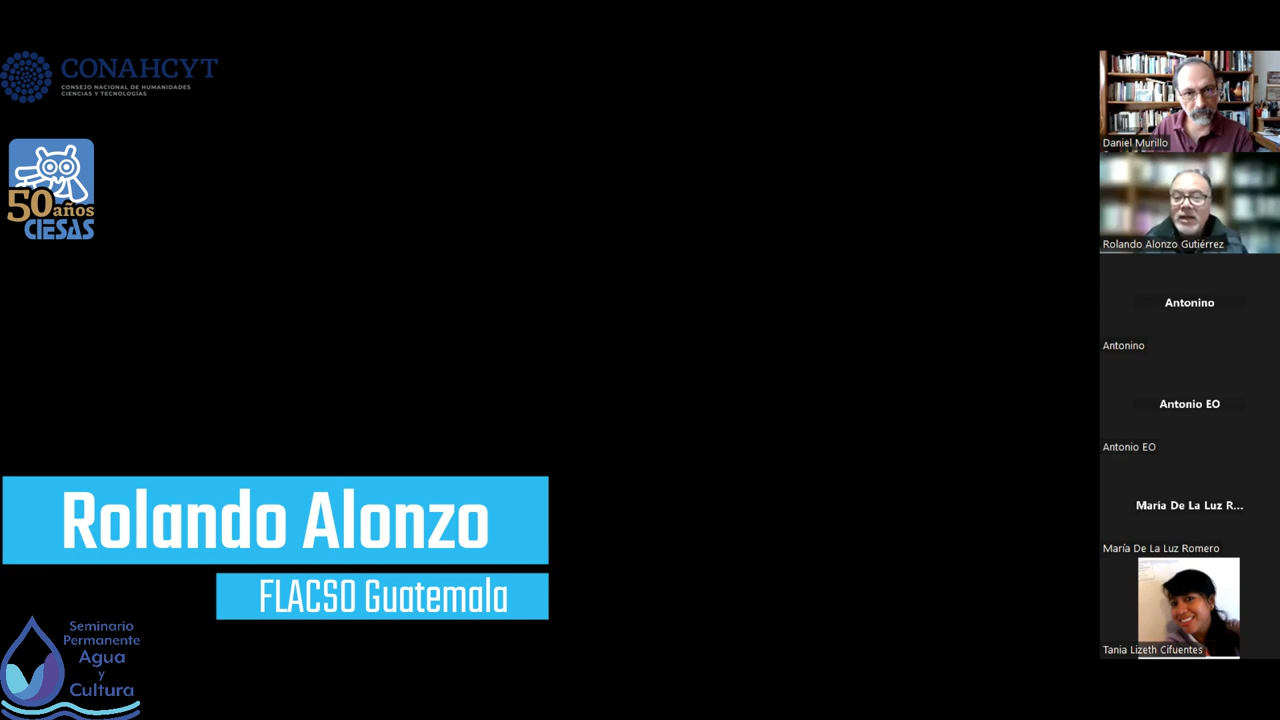 CONAHCYT
CONSEJO NACIONAL DE HUMANIDADES
CIENCIAS Y TECNOLOGÍAS
50 años
CIESAS
Rolando Alonzo
FLACSO Guatemala
Seminario
Permanente
Agua
y
Cultura
Daniel Murillo
Rolando Alonzo Gutiérrez
Antonino
Antonino
Antonio EO
Antonio EO
Maria De La Luz R...
María De La Luz Romero
Tania Lizeth Cifuentes